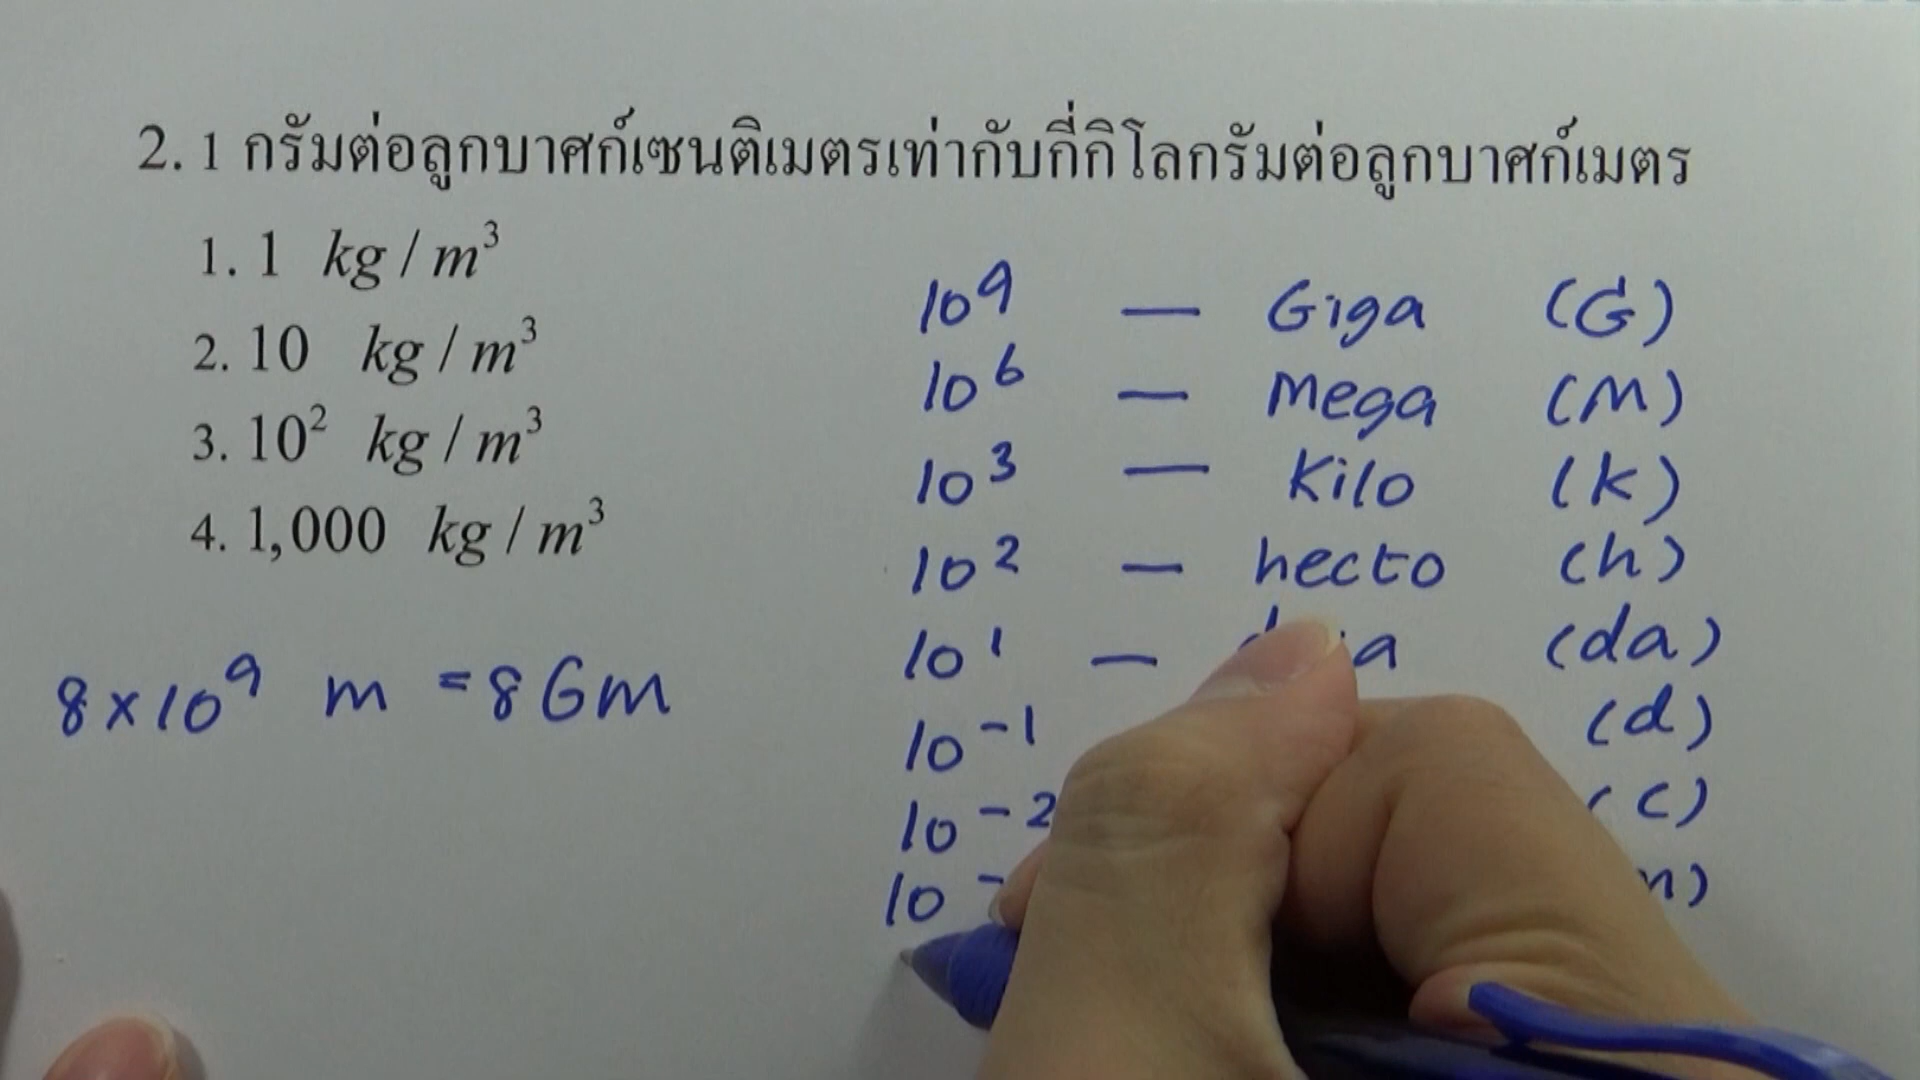 2. 1 กรัมต่อลูกบาศก์เซนติเมตรเท่ากับกี่กิโลกรัมต่อลูกบาศก์เมตร
1. 1 kg / m³
2. 10 kg / m³
3. 10² kg / m³
4. 1,000 kg / m³
8 × 10⁹ m = 8 Gm
10⁹ — Giga (G)
10⁶ — Mega (M)
10³ — Kilo (k)
10² — hecto (h)
10¹ — (da)
10⁻¹ (d)
10⁻² (c)
10⁻